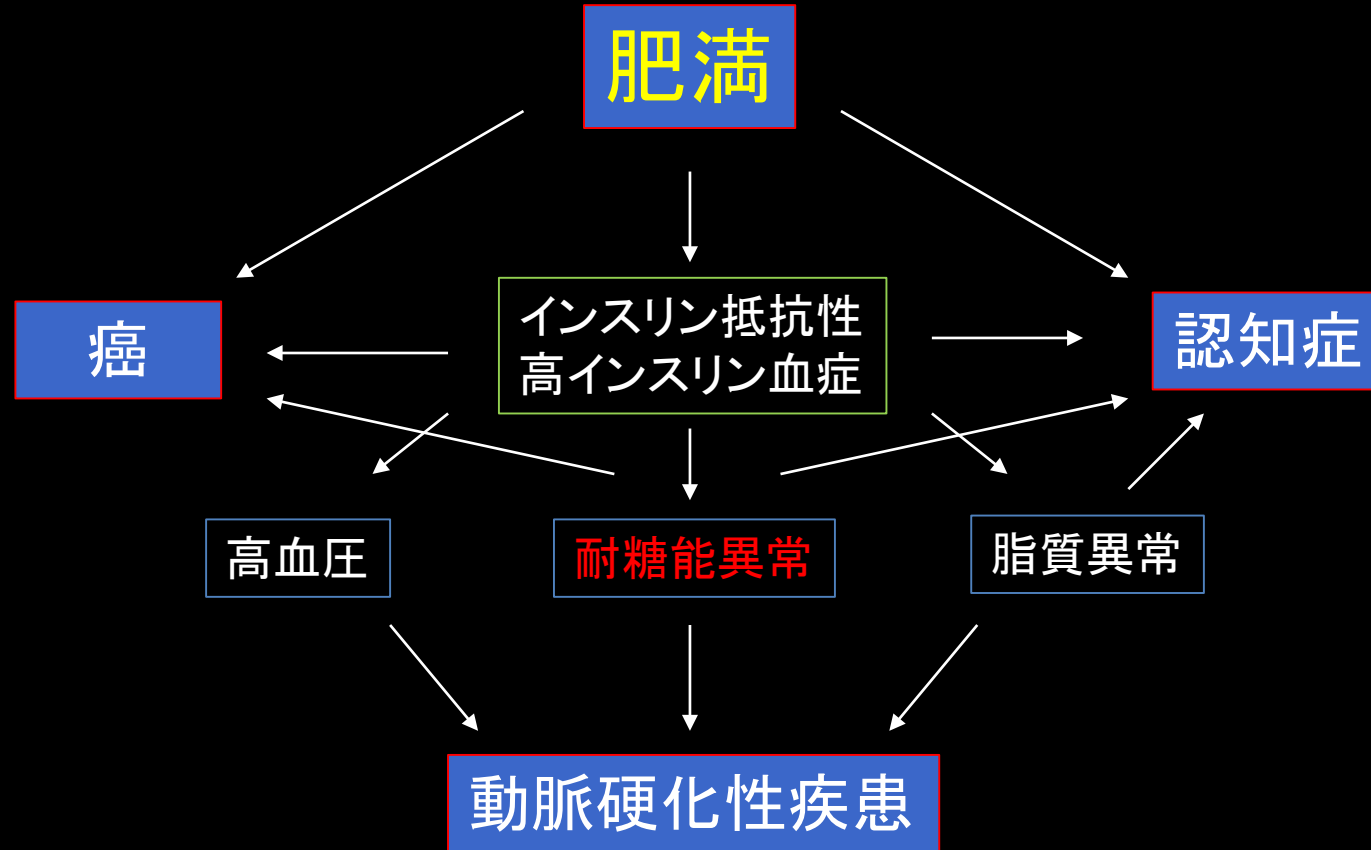 肥満
癌
インスリン抵抗性
高インスリン血症
認知症
高血圧
耐糖能異常
脂質異常
動脈硬化性疾患